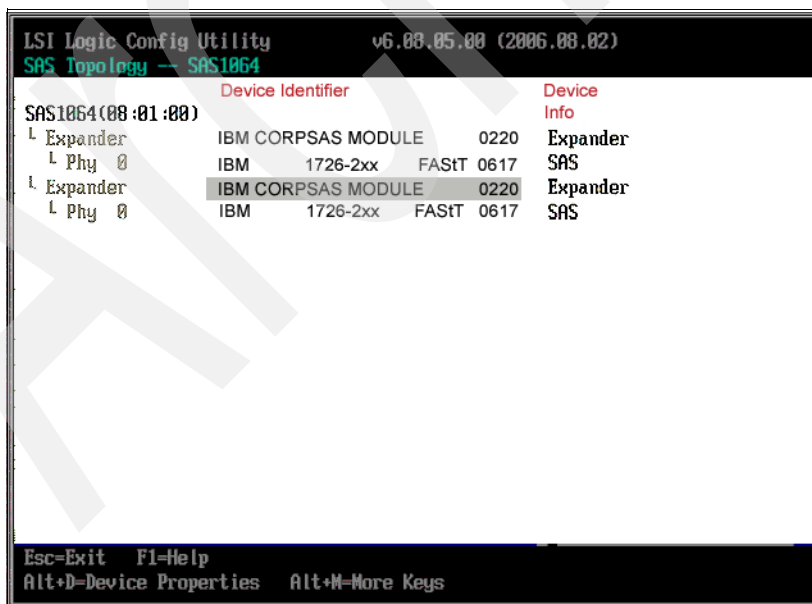 LSI Logic Config Utility v6.08.05.00 (2006.08.02)
SAS Topology -- SAS1064
Device Identifier Device
Info
SAS1064(08:01:00)
└ Expander IBM CORPSAS MODULE 0220 Expander
└ Phy 0 IBM 1726-2xx FAStT 0617 SAS
└ Expander IBM CORPSAS MODULE 0220 Expander
└ Phy 0 IBM 1726-2xx FAStT 0617 SAS
Esc=Exit F1=Help
Alt+D=Device Properties Alt+M=More Keys